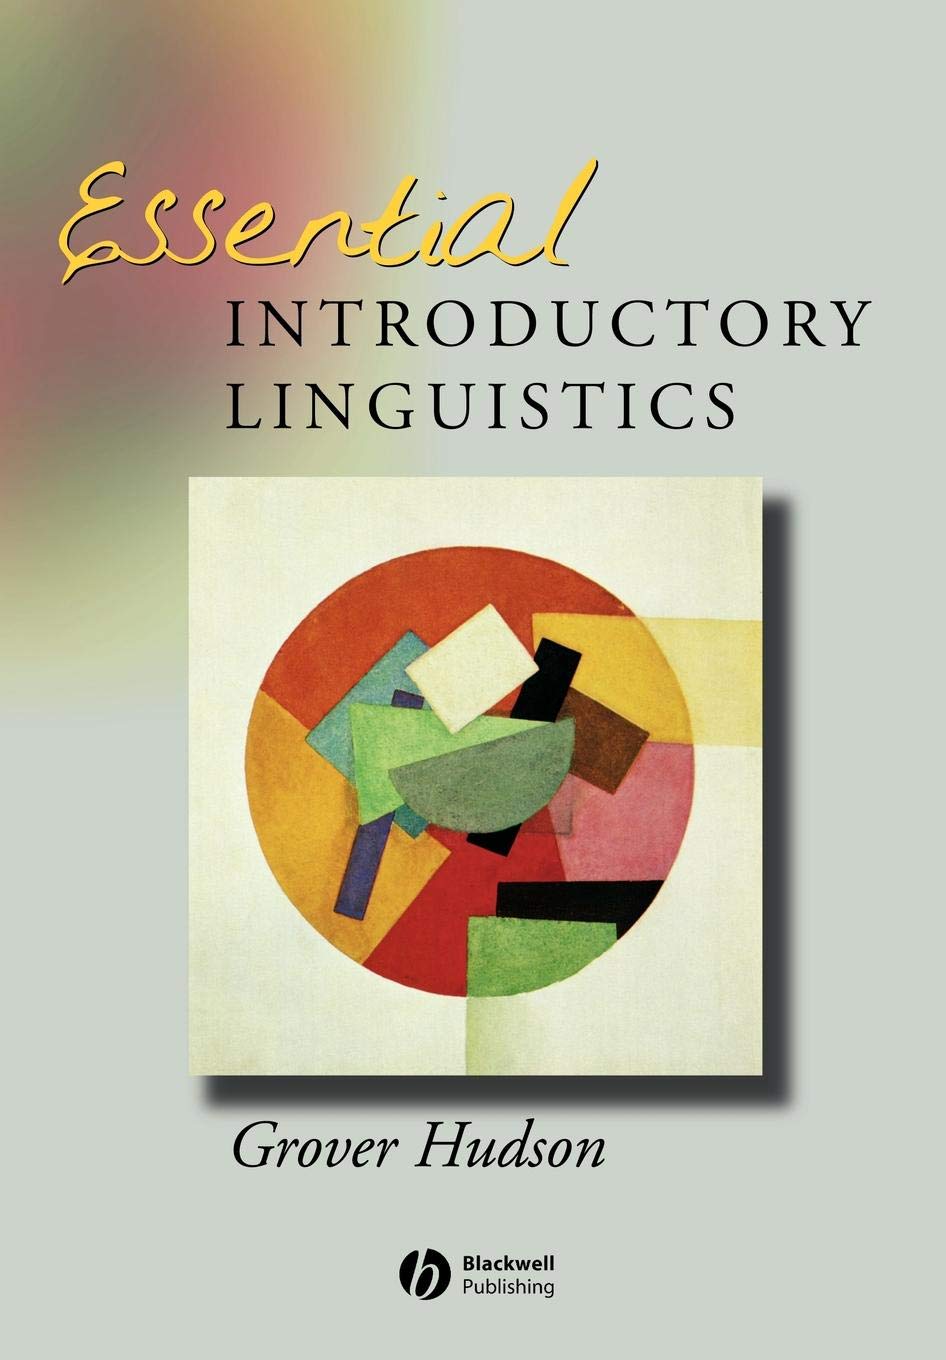 Essential
INTRODUCTORY
LINGUISTICS
Grover Hudson
b
Blackwell
Publishing